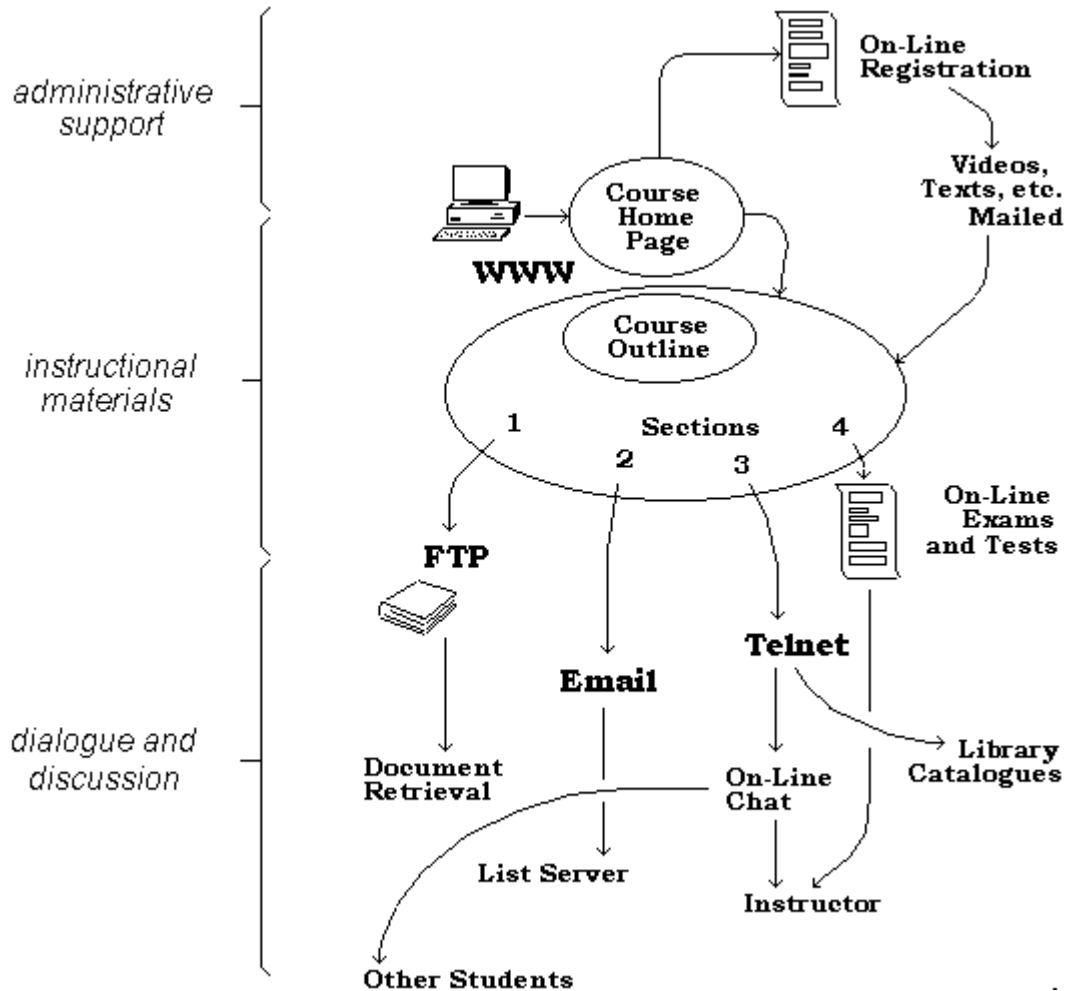 administrative
support
On-Line
Registration
Videos,
Texts, etc.
Mailed
Course
Home
Page
WWW
instructional
materials
Course
Outline
1
Sections
4
2
3
On-Line
Exams
and Tests
FTP
Telnet
Email
dialogue and
discussion
Document
Retrieval
On-Line
Chat
Library
Catalogues
List Server
Instructor
Other Students